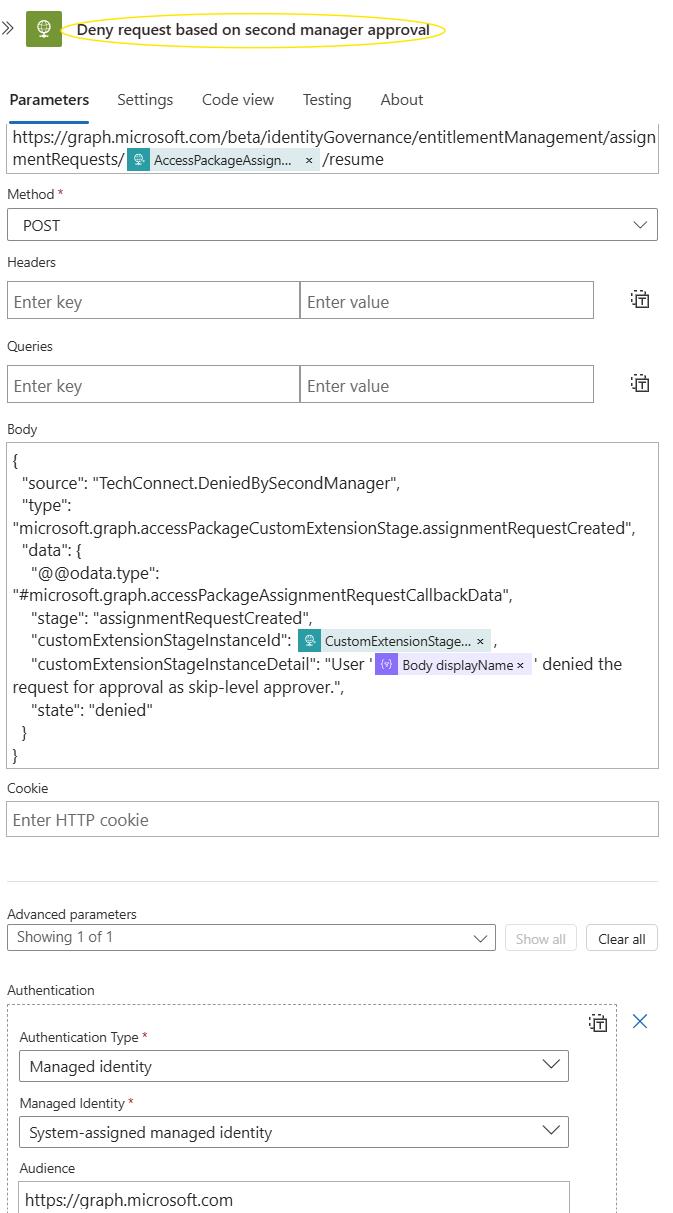 Deny request based on second manager approval
Parameters Settings Code view Testing About
https://graph.microsoft.com/beta/identityGovernance/entitlementManagement/assign
mentRequests/ AccessPackageAssign... × /resume
Method *
POST
Headers
Enter key Enter value
Queries
Enter key Enter value
Body
{
"source": "TechConnect.DeniedBySecondManager",
"type":
"microsoft.graph.accessPackageCustomExtensionStage.assignmentRequestCreated",
"data": {
"@@odata.type":
"#microsoft.graph.accessPackageAssignmentRequestCallbackData",
"stage": "assignmentRequestCreated",
"customExtensionStageInstanceId": CustomExtensionStage... × ,
"customExtensionStageInstanceDetail": "User ' {v} Body displayName × ' denied the
request for approval as skip-level approver.",
"state": "denied"
}
}
Cookie
Enter HTTP cookie
Advanced parameters
Showing 1 of 1 Show all Clear all
Authentication
Authentication Type *
Managed identity
Managed Identity *
System-assigned managed identity
Audience
https://graph.microsoft.com